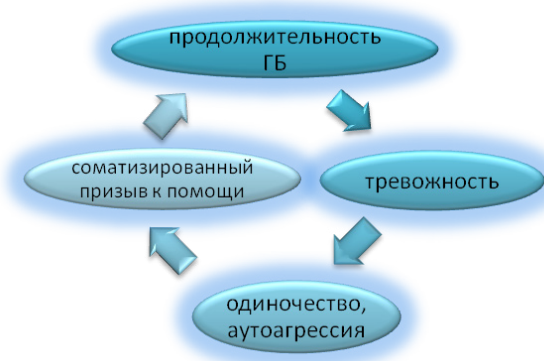 продолжительность
ГБ
тревожность
одиночество,
аутоагрессия
соматизированный
призыв к помощи